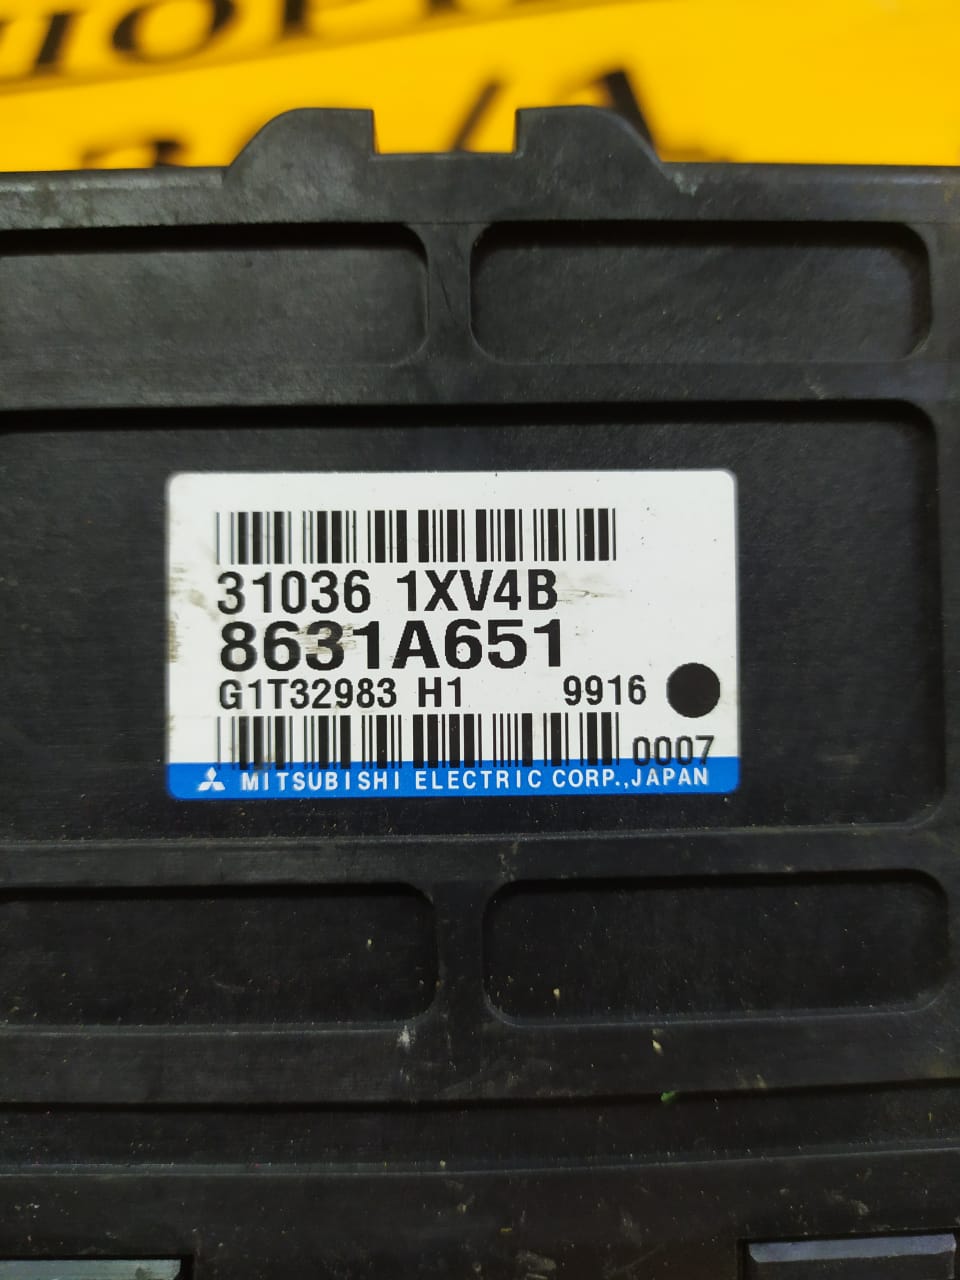 31036 1XV4B
8631A651
G1T32983 H1 9916
0007
MITSUBISHI ELECTRIC CORP.,JAPAN